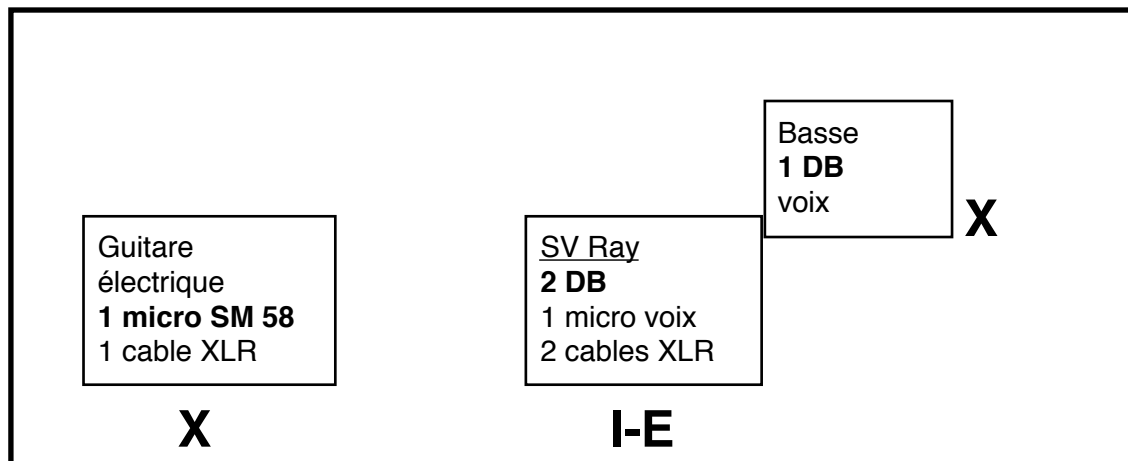 Basse
1 DB
voix
X
Guitare
électrique
1 micro SM 58
1 cable XLR
X
SV Ray
2 DB
1 micro voix
2 cables XLR
I-E